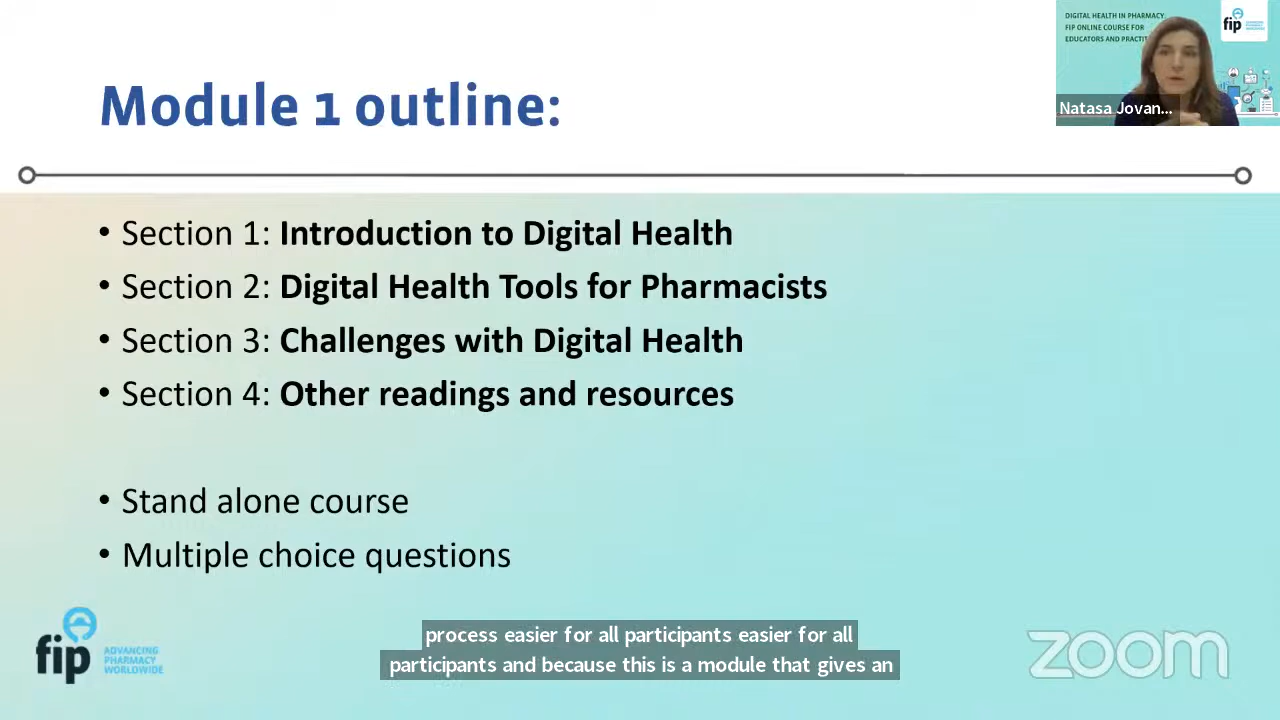 DIGITAL HEALTH IN PHARMACY:
FIP ONLINE COURSE FOR
EDUCATORS AND
fip
Natasa Jovan...
Module 1 outline:
• Section 1: Introduction to Digital Health
• Section 2: Digital Health Tools for Pharmacists
• Section 3: Challenges with Digital Health
• Section 4: Other readings and resources
• Stand alone course
• Multiple choice questions
fip
ADVANCING
PHARMACY
WORLDWIDE
process easier for all participants easier for all
participants and because this is a module that gives an
zoom